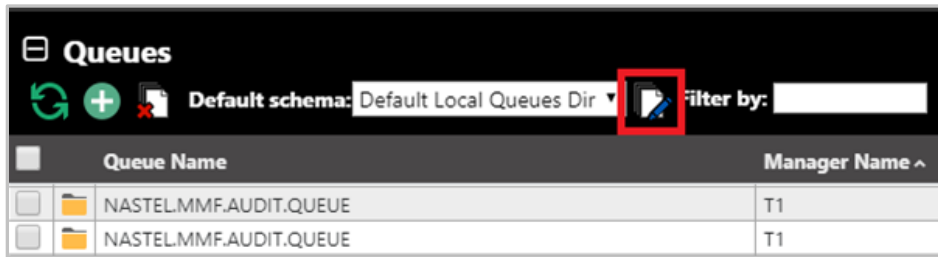 Queues
Default schema: Default Local Queues Dir Filter by:
Queue Name Manager Name
NASTEL.MMF.AUDIT.QUEUE T1
NASTEL.MMF.AUDIT.QUEUE T1